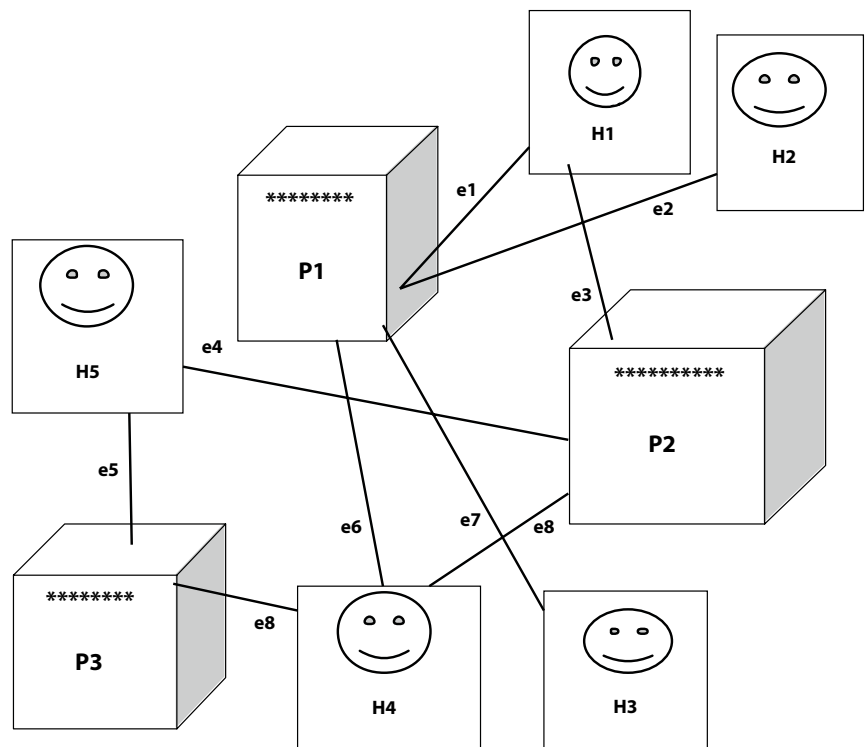 H1
H2
e1
********
e2
P1
e3
e4
H5
**********
P2
e5
e6
e7
e8
********
e8
P3
H4
H3